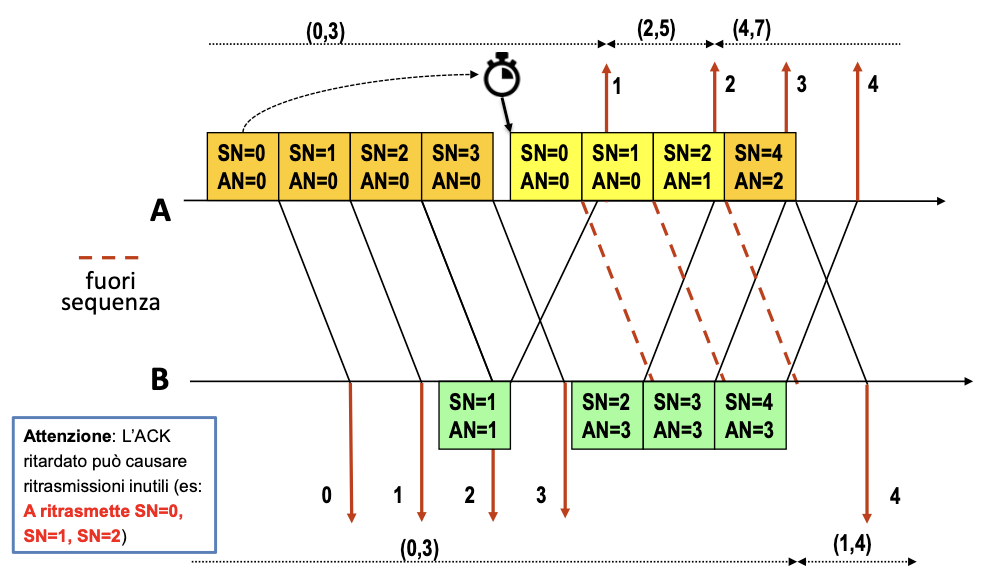 (0,3)
(2,5)
(4,7)
1
2
3
4
SN=0
AN=0
SN=1
AN=0
SN=2
AN=0
SN=3
AN=0
SN=0
AN=0
SN=1
AN=0
SN=2
AN=1
SN=4
AN=2
A
fuori
sequenza
B
SN=1
AN=1
SN=2
AN=3
SN=3
AN=3
SN=4
AN=3
Attenzione: L'ACK
ritardato può causare
ritrasmissioni inutili (es:
A ritrasmette SN=0,
SN=1, SN=2)
0
1
2
3
4
(0,3)
(1,4)